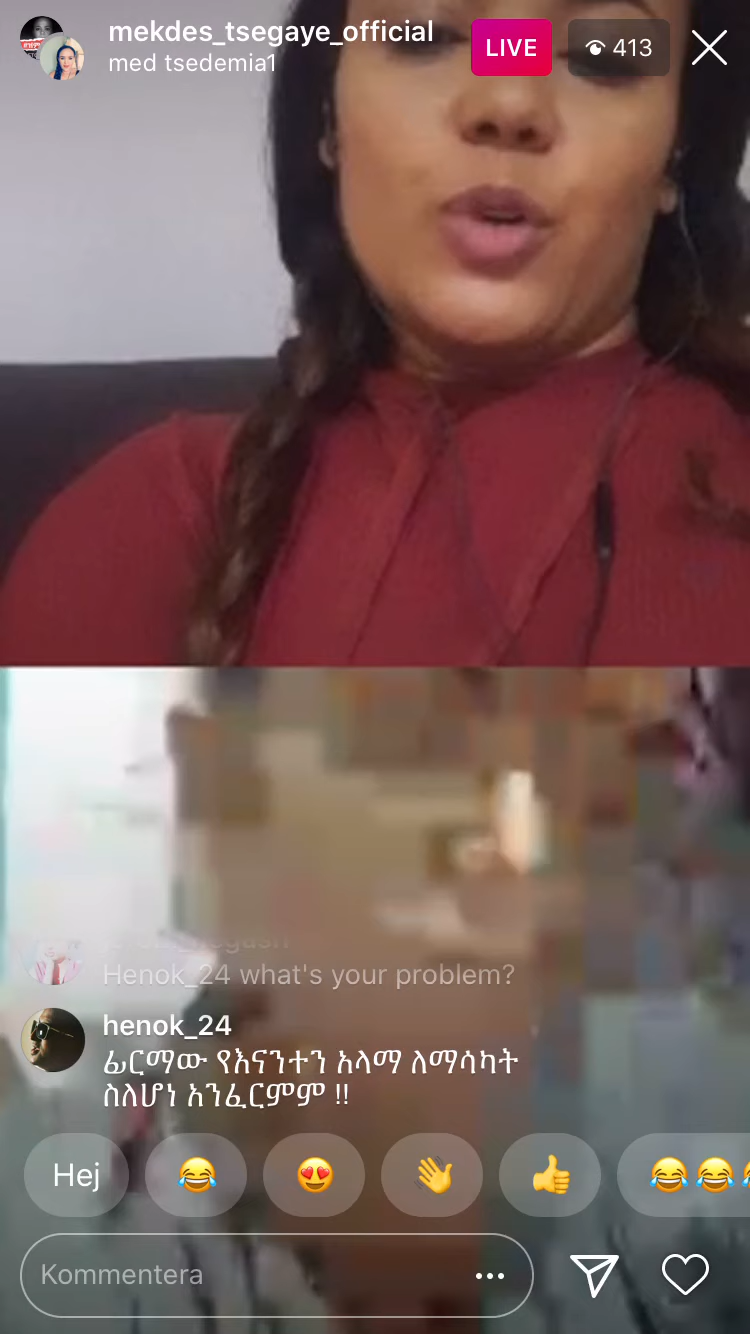 mekdes_tsegaye_official
med tsedemia1
LIVE
413
Henok_24 what's your problem?
henok_24
ፊርማው የእናንተን አላማ ለማሳካት
ስለሆነ አንፈርምም !!
Hej
Kommentera